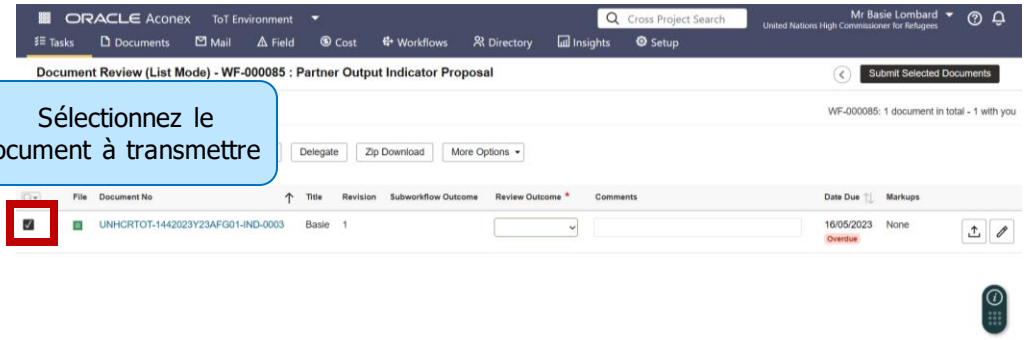 ORACLE Aconex ToT Environment Cross Project Search Mr Basie Lombard
United Nations High Commissioner for Refugees
Tasks Documents Mail Field Cost Workflows Directory Insights Setup
Document Review (List Mode) - WF-000085 : Partner Output Indicator Proposal Submit Selected Documents
WF-000085: 1 document in total - 1 with you
Sélectionnez le
ocument à transmettre
Delegate Zip Download More Options
File Document No Title Revision Subworkflow Outcome Review Outcome * Comments Date Due Markups
UNHCRTOT-1442023Y23AFG01-IND-0003 Basie 1 16/05/2023 None
Overdue